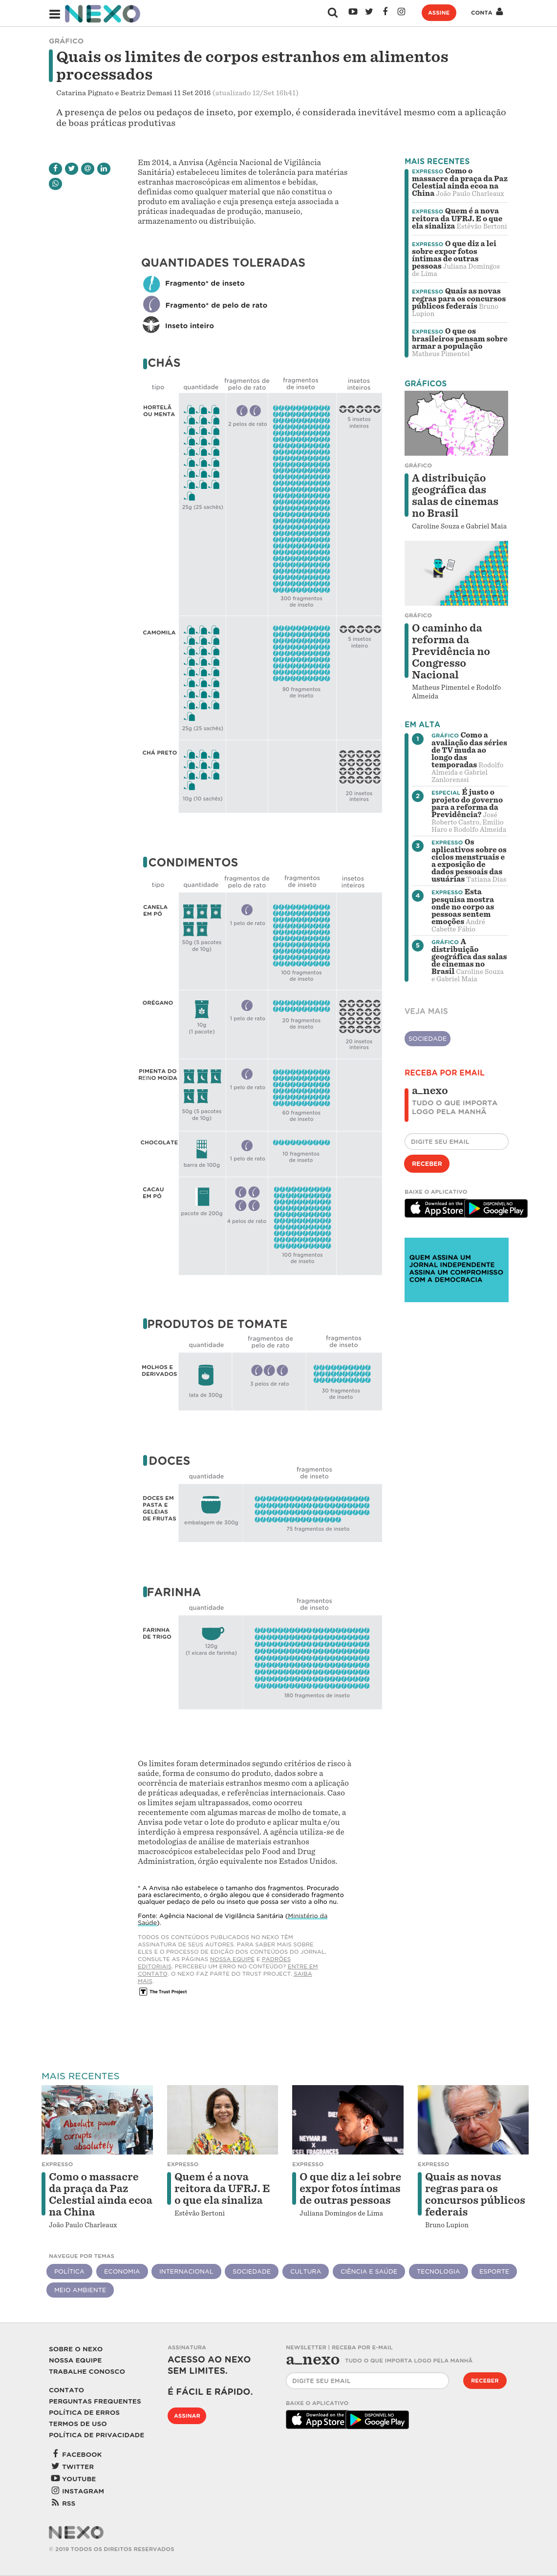 NEXO
ASSINE
CONTA
GRÁFICO
Quais os limites de corpos estranhos em alimentos
processados
Catarina Pignato e Beatriz Demasi 11 Set 2016 (atualizado 12/Set 16h41)
A presença de pelos ou pedaços de inseto, por exemplo, é considerada inevitável mesmo com a aplicação
de boas práticas produtivas
Em 2014, a Anvisa (Agência Nacional de Vigilância
Sanitária) estabeleceu limites de tolerância para matérias
estranhas macroscópicas em alimentos e bebidas,
definidas como qualquer material que não constitua o
produto em avaliação e cuja presença esteja associada a
práticas inadequadas de produção, manuseio,
armazenamento ou distribuição.
QUANTIDADES TOLERADAS
Fragmento* de inseto
Fragmento* de pelo de rato
Inseto inteiro
CHÁS
tipo
quantidade
fragmentos de
pelo de rato
fragmentos
de inseto
insetos
inteiros
HORTELÃ
OU MENTA
25g (25 sachês)
2 pelos de rato
300 fragmentos
de inseto
5 insetos
inteiros
CAMOMILA
25g (25 sachês)
90 fragmentos
de inseto
5 insetos
inteiro
CHÁ PRETO
10g (10 sachês)
20 insetos
inteiros
CONDIMENTOS
tipo
quantidade
fragmentos de
pelo de rato
fragmentos
de inseto
insetos
inteiros
CANELA
EM PÓ
50g (5 pacotes
de 10g)
1 pelo de rato
100 fragmentos
de inseto
ORÉGANO
10g
(1 pacote)
1 pelo de rato
20 fragmentos
de inseto
20 insetos
inteiros
PIMENTA DO
REINO MOÍDA
50g (5 pacotes
de 10g)
1 pelo de rato
60 fragmentos
de inseto
CHOCOLATE
barra de 100g
1 pelo de rato
10 fragmentos
de inseto
CACAU
EM PÓ
pacote de 200g
4 pelos de rato
100 fragmentos
de inseto
PRODUTOS DE TOMATE
quantidade
fragmentos de
pelo de rato
fragmentos
de inseto
MOLHOS E
DERIVADOS
lata de 300g
3 pelos de rato
30 fragmentos
de inseto
DOCES
quantidade
fragmentos
de inseto
DOCES EM
PASTA E
GELÉIAS
DE FRUTAS
embalagem de 300g
75 fragmentos de inseto
FARINHA
quantidade
fragmentos
de inseto
FARINHA
DE TRIGO
120g
(1 xícara de farinha)
180 fragmentos de inseto
Os limites foram determinados segundo critérios de risco à
saúde, forma de consumo do produto, dados sobre a
ocorrência de materiais estranhos mesmo com a aplicação
de práticas adequadas, e referências internacionais. Caso
os limites sejam ultrapassados, como ocorreu
recentemente com algumas marcas de molho de tomate, a
Anvisa pode vetar o lote do produto e aplicar multa e/ou
interdição à empresa responsável. A agência utiliza-se de
metodologias de análise de materiais estranhos
macroscópicos estabelecidas pelo Food and Drug
Administration, órgão equivalente nos Estados Unidos.
* A Anvisa não estabelece o tamanho dos fragmentos. Procurado
para esclarecimento, o órgão alegou que é considerado fragmento
qualquer pedaço de pelo ou inseto que possa ser visto a olho nu.
Fonte: Agência Nacional de Vigilância Sanitária (Ministério da
Saúde).
TODOS OS CONTEÚDOS PUBLICADOS NO NEXO TÊM
ASSINATURA DE SEUS AUTORES. PARA SABER MAIS SOBRE
ELES E O PROCESSO DE EDIÇÃO DOS CONTEÚDOS DO JORNAL,
CONSULTE AS PÁGINAS NOSSA EQUIPE E PADRÕES
EDITORIAIS. PERCEBEU UM ERRO NO CONTEÚDO? ENTRE EM
CONTATO. O NEXO FAZ PARTE DO TRUST PROJECT. SAIBA
MAIS
The Trust Project
MAIS RECENTES
EXPRESSO Como o
massacre da praça da Paz
Celestial ainda ecoa na
China João Paulo Charleaux
EXPRESSO Quem é a nova
reitora da UFRJ. E o que
ela sinaliza Estêvão Bertoni
EXPRESSO O que diz a lei
sobre expor fotos
íntimas de outras
pessoas Juliana Domingos
de Lima
EXPRESSO Quais as novas
regras para os concursos
públicos federais Bruno
Lupion
EXPRESSO O que os
brasileiros pensam sobre
armar a população
Matheus Pimentel
GRÁFICOS
GRÁFICO
A distribuição
geográfica das
salas de cinemas
no Brasil
Caroline Souza e Gabriel Maia
GRÁFICO
O caminho da
reforma da
Previdência no
Congresso
Nacional
Matheus Pimentel e Rodolfo
Almeida
EM ALTA
1
GRÁFICO Como a
avaliação das séries
de TV muda ao
longo das
temporadas Rodolfo
Almeida e Gabriel
Zanlorenssi
2
ESPECIAL É justo o
projeto do governo
para a reforma da
Previdência? José
Roberto Castro, Emilio
Haro e Rodolfo Almeida
3
EXPRESSO Os
aplicativos sobre os
ciclos menstruais e
a exposição de
dados pessoais das
usuárias Tatiana Dias
4
EXPRESSO Esta
pesquisa mostra
onde no corpo as
pessoas sentem
emoções André
Cabette Fábio
5
GRÁFICO A
distribuição
geográfica das salas
de cinemas no
Brasil Caroline Souza
e Gabriel Maia
VEJA MAIS
SOCIEDADE
RECEBA POR EMAIL
a_nexo
TUDO O QUE IMPORTA
LOGO PELA MANHÃ
DIGITE SEU EMAIL
RECEBER
BAIXE O APLICATIVO
Download on the
App Store
DISPONÍVEL NO
Google Play
QUEM ASSINA UM
JORNAL INDEPENDENTE
ASSINA UM COMPROMISSO
COM A DEMOCRACIA
MAIS RECENTES
Absolute power
corrupts
absolutely
NEYMAR JR
DIESEL FRAGRANCES
EXPRESSO
Como o massacre
da praça da Paz
Celestial ainda ecoa
na China
João Paulo Charleaux
EXPRESSO
Quem é a nova
reitora da UFRJ. E
o que ela sinaliza
Estêvão Bertoni
EXPRESSO
O que diz a lei sobre
expor fotos íntimas
de outras pessoas
Juliana Domingos de Lima
EXPRESSO
Quais as novas
regras para os
concursos públicos
federais
Bruno Lupion
NAVEGUE POR TEMAS
POLÍTICA
ECONOMIA
INTERNACIONAL
SOCIEDADE
CULTURA
CIÊNCIA E SAÚDE
TECNOLOGIA
ESPORTE
MEIO AMBIENTE
SOBRE O NEXO
NOSSA EQUIPE
TRABALHE CONOSCO
CONTATO
PERGUNTAS FREQUENTES
POLÍTICA DE ERROS
TERMOS DE USO
POLÍTICA DE PRIVACIDADE
FACEBOOK
TWITTER
YOUTUBE
INSTAGRAM
RSS
ASSINATURA
ACESSO AO NEXO
SEM LIMITES.
É FÁCIL E RÁPIDO.
ASSINAR
NEWSLETTER | RECEBA POR E-MAIL
a_nexo TUDO O QUE IMPORTA LOGO PELA MANHÃ
DIGITE SEU EMAIL
RECEBER
BAIXE O APLICATIVO
Download on the
App Store
DISPONÍVEL NO
Google Play
NEXO
© 2019 TODOS OS DIREITOS RESERVADOS